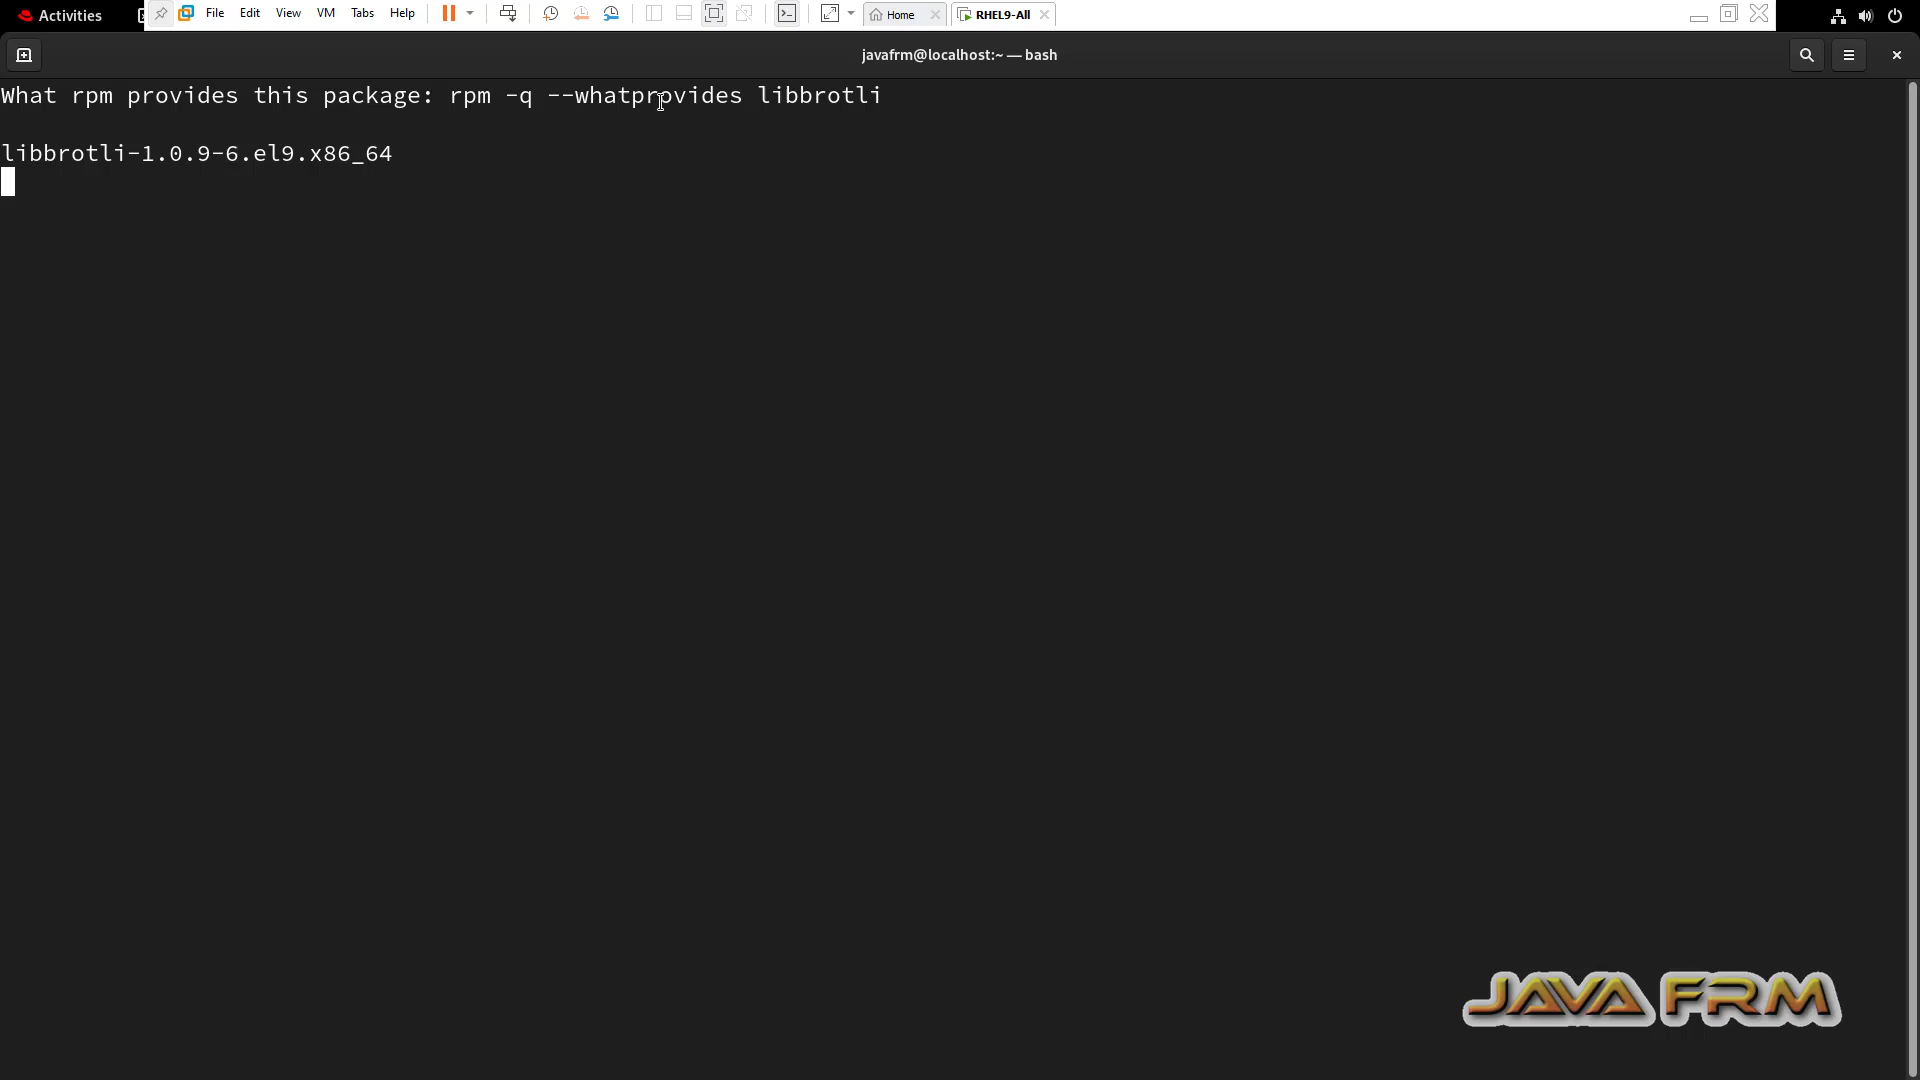 Activities
File Edit View VM Tabs Help
Home
RHEL9-All
javafrm@localhost:~ — bash
What rpm provides this package: rpm -q --whatprovides libbrotli
libbrotli-1.0.9-6.el9.x86_64
JAVA FRM